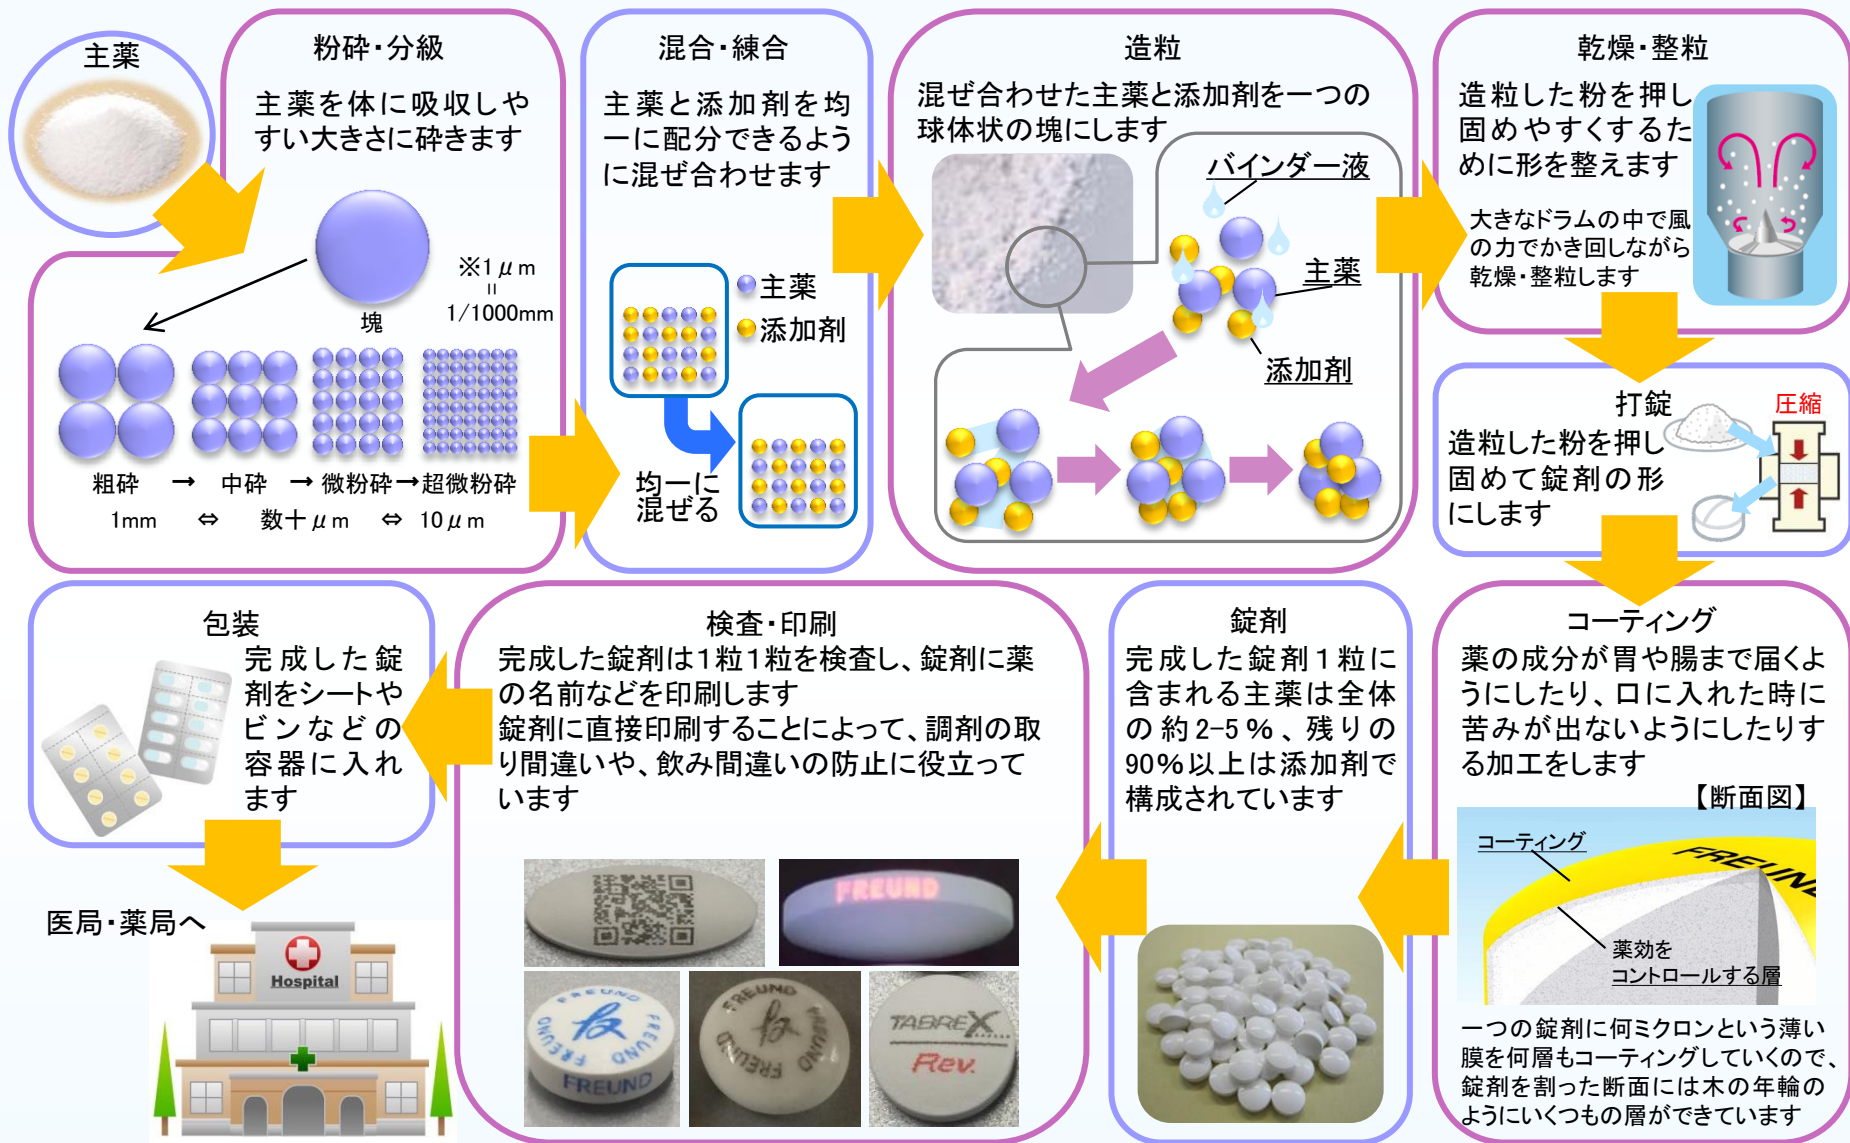 主薬
粉砕・分級
主薬を体に吸収しや
すい大きさに砕きます
塊
※1μm
=
1/1000mm
粗砕 → 中砕 → 微粉砕→超微粉砕
1mm ⇔ 数十μm ⇔ 10μm
混合・練合
主薬と添加剤を均
一に配分できるよう
に混ぜ合わせます
主薬
添加剤
均一に
混ぜる
造粒
混ぜ合わせた主薬と添加剤を一つの
球体状の塊にします
バインダー液
主薬
添加剤
乾燥・整粒
造粒した粉を押し
固めやすくするた
めに形を整えます
大きなドラムの中で風
の力でかき回しながら
乾燥・整粒します
打錠
圧縮
造粒した粉を押し
固めて錠剤の形
にします
コーティング
薬の成分が胃や腸まで届くよ
うにしたり、口に入れた時に
苦みが出ないようにしたりす
る加工をします
【断面図】
コーティング
FREUND
薬効を
コントロールする層
一つの錠剤に何ミクロンという薄い
膜を何層もコーティングしていくので、
錠剤を割った断面には木の年輪の
ようにいくつもの層ができています
錠剤
完成した錠剤1粒に
含まれる主薬は全体
の約2-5%、残りの
90%以上は添加剤で
構成されています
検査・印刷
完成した錠剤は1粒1粒を検査し、錠剤に薬
の名前などを印刷します
錠剤に直接印刷することによって、調剤の取
り間違いや、飲み間違いの防止に役立って
います
FREUND
FREUND
FREUND
FREUND
FREUND
FREUND
FREUND
FREUND
TABREX
Rev.
包装
完成した錠
剤をシートや
ビンなどの
容器に入れ
ます
医局・薬局へ
Hospital